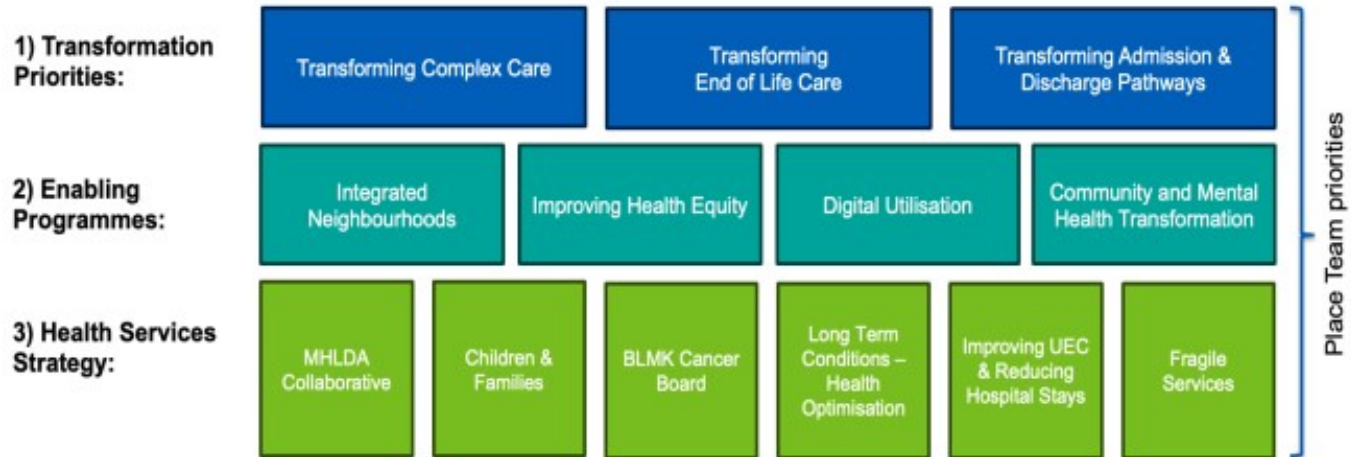 1) Transformation
Priorities:
Transforming Complex Care
Transforming
End of Life Care
Transforming Admission &
Discharge Pathways
2) Enabling
Programmes:
Integrated
Neighbourhoods
Improving Health Equity
Digital Utilisation
Community and Mental
Health Transformation
3) Health Services
Strategy:
MHLDA
Collaborative
Children &
Families
BLMK Cancer
Board
Long Term
Conditions –
Health
Optimisation
Improving UEC
& Reducing
Hospital Stays
Fragile
Services
Place Team priorities